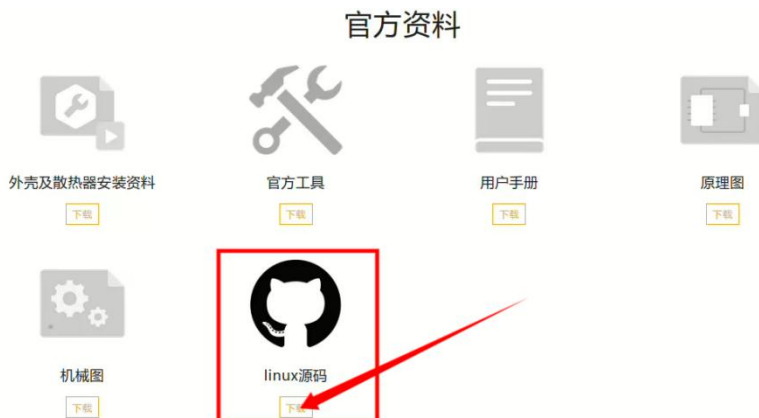 官方资料
外壳及散热器安装资料
官方工具
用户手册
原理图
下载
下载
下载
下载
机械图
linux源码
下载
下载